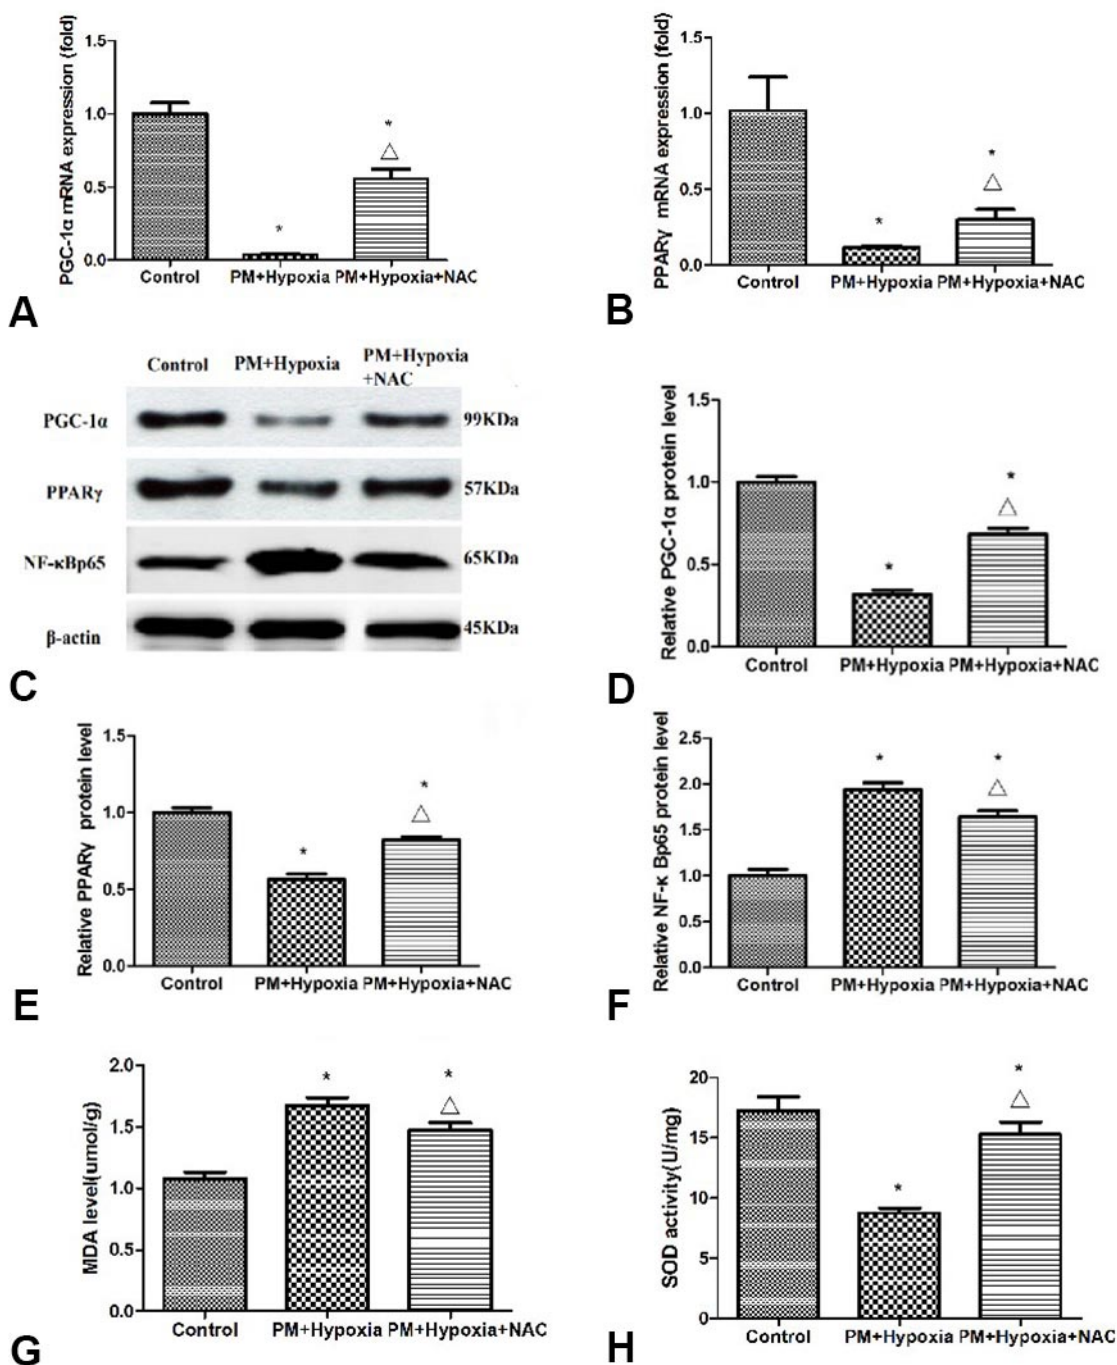 PGC-1α mRNA expression (fold)
1.5
1.0
0.5
0.0
*
*
△
Control PM+Hypoxia PM+Hypoxia+NAC
A
PPARγ mRNA expression (fold)
1.5
1.0
0.5
0.0
*
*
△
Control PM+Hypoxia PM+Hypoxia+NAC
B
Control PM+Hypoxia PM+Hypoxia
+NAC
PGC-1α 99KDa
PPARγ 57KDa
NF-κBp65 65KDa
β-actin 45KDa
C
Relative PGC-1α protein level
1.5
1.0
0.5
0.0
*
*
△
Control PM+Hypoxia PM+Hypoxia+NAC
D
Relative PPARγ protein level
1.5
1.0
0.5
0.0
*
*
△
Control PM+Hypoxia PM+Hypoxia+NAC
E
Relative NF-κ Bp65 protein level
2.5
2.0
1.5
1.0
0.5
0.0
*
*
△
Control PM+Hypoxia PM+Hypoxia+NAC
F
MDA level(umol/g)
2.0
1.5
1.0
0.5
0.0
*
*
△
Control PM+Hypoxia PM+Hypoxia+NAC
G
SOD activity(U/mg)
20
15
10
5
0
*
*
△
Control PM+Hypoxia PM+Hypoxia+NAC
H